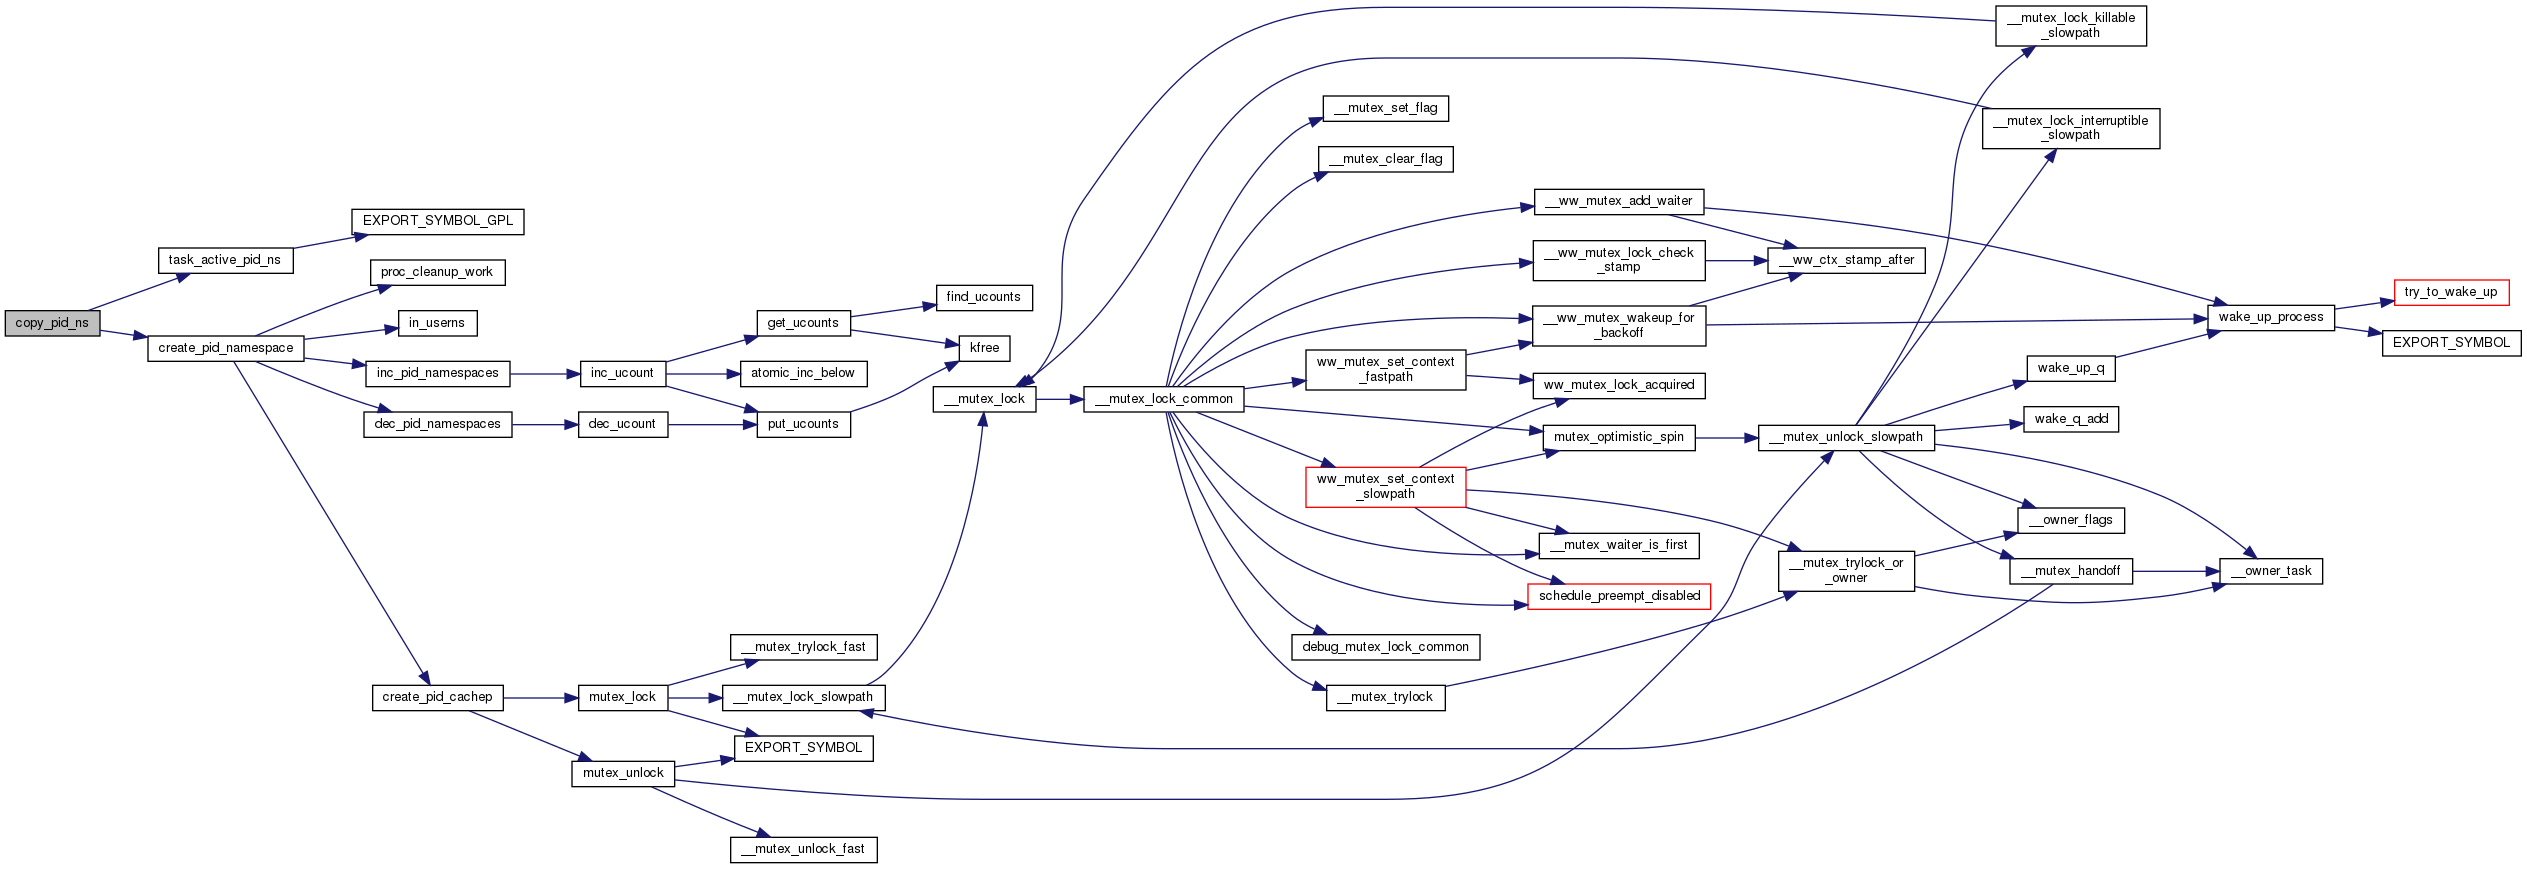 copy_pid_ns
task_active_pid_ns
EXPORT_SYMBOL_GPL
create_pid_namespace
proc_cleanup_work
in_userns
inc_pid_namespaces
dec_pid_namespaces
create_pid_cachep
inc_ucount
dec_ucount
get_ucounts
atomic_inc_below
put_ucounts
find_ucounts
kfree
mutex_lock
mutex_unlock
__mutex_trylock_fast
__mutex_lock_slowpath
EXPORT_SYMBOL
__mutex_unlock_fast
__mutex_lock
__mutex_lock_common
__mutex_set_flag
__mutex_clear_flag
ww_mutex_set_context
_fastpath
ww_mutex_set_context
_slowpath
debug_mutex_lock_common
__mutex_trylock
__ww_mutex_add_waiter
__ww_mutex_lock_check
_stamp
__ww_mutex_wakeup_for
_backoff
ww_mutex_lock_acquired
mutex_optimistic_spin
__mutex_waiter_is_first
schedule_preempt_disabled
__ww_ctx_stamp_after
__mutex_unlock_slowpath
__mutex_trylock_or
_owner
__mutex_lock_killable
_slowpath
__mutex_lock_interruptible
_slowpath
wake_up_q
wake_q_add
__owner_flags
__mutex_handoff
wake_up_process
__owner_task
try_to_wake_up
EXPORT_SYMBOL